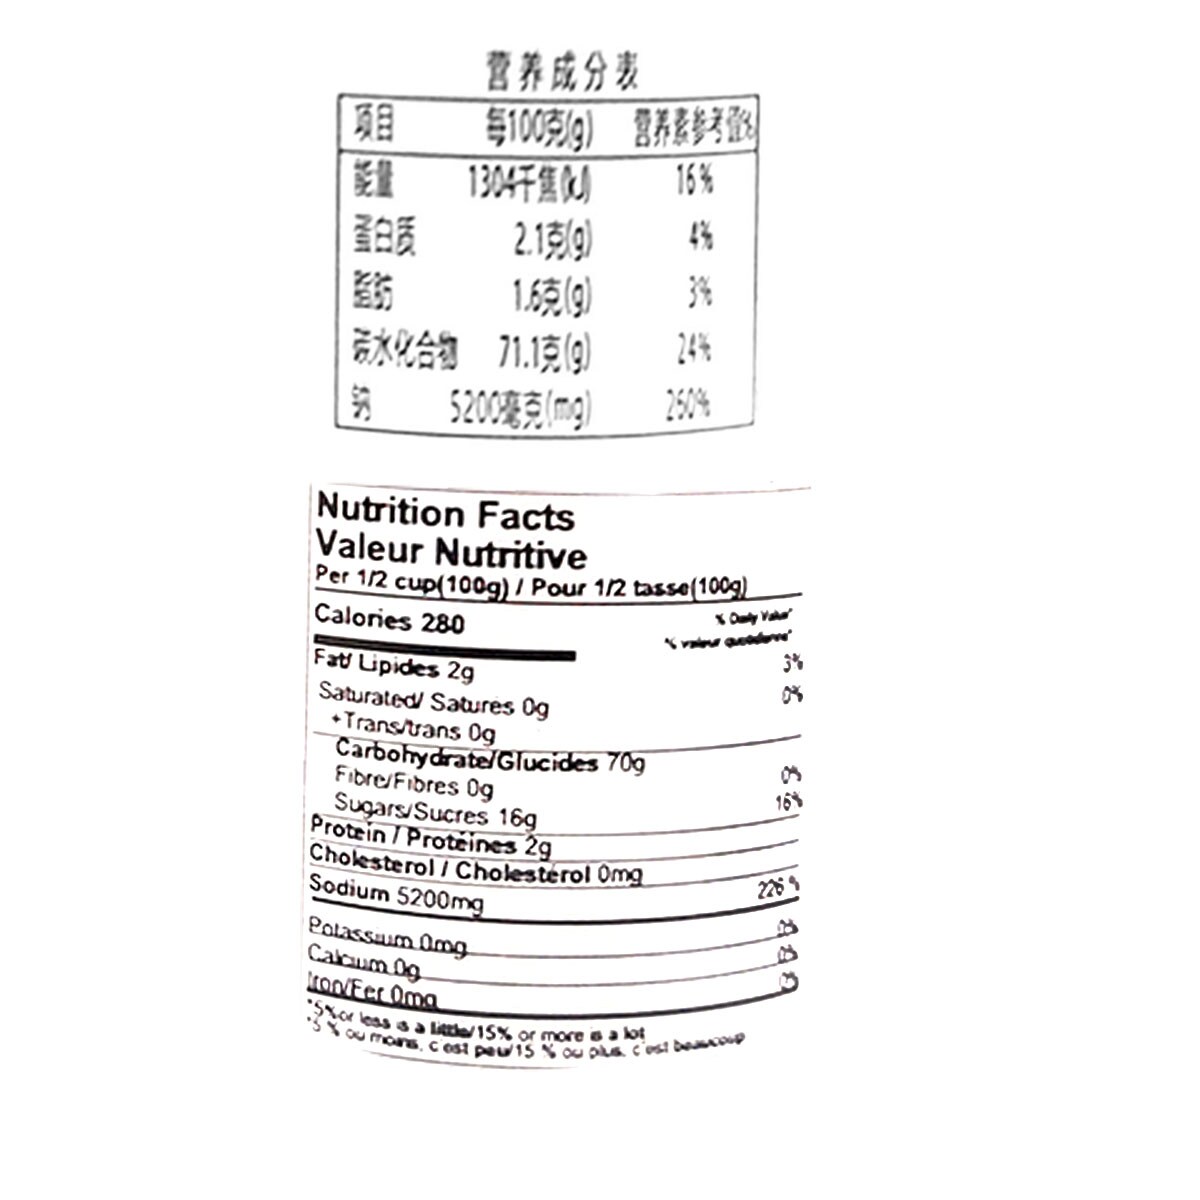 营养成分表
项目 每100克(g) 营养素参考值%
能量 1304千焦(kJ) 16%
蛋白质 2.1克(g) 4%
脂肪 1.6克(g) 3%
碳水化合物 71.1克(g) 24%
钠 5200毫克(mg) 260%
Nutrition Facts
Valeur Nutritive
Per 1/2 cup(100g) / Pour 1/2 tasse(100g)
Calories 280 % Daily Value*
% valeur quotidienne*
Fat/ Lipides 2g 3%
Saturated/ Saturés 0g 0%
+Trans/trans 0g
Carbohydrate/Glucides 70g
Fibre/Fibres 0g 0%
Sugars/Sucres 16g 16%
Protein / Protéines 2g
Cholesterol / Cholestérol 0mg
Sodium 5200mg 226 %
Potassium 0mg 0%
Calcium 0g 0%
Iron/Fer 0mg 0%
*5%or less is a little/15% or more is a lot
*5 % ou moins, c'est peu/15 % ou plus, c'est beaucoup